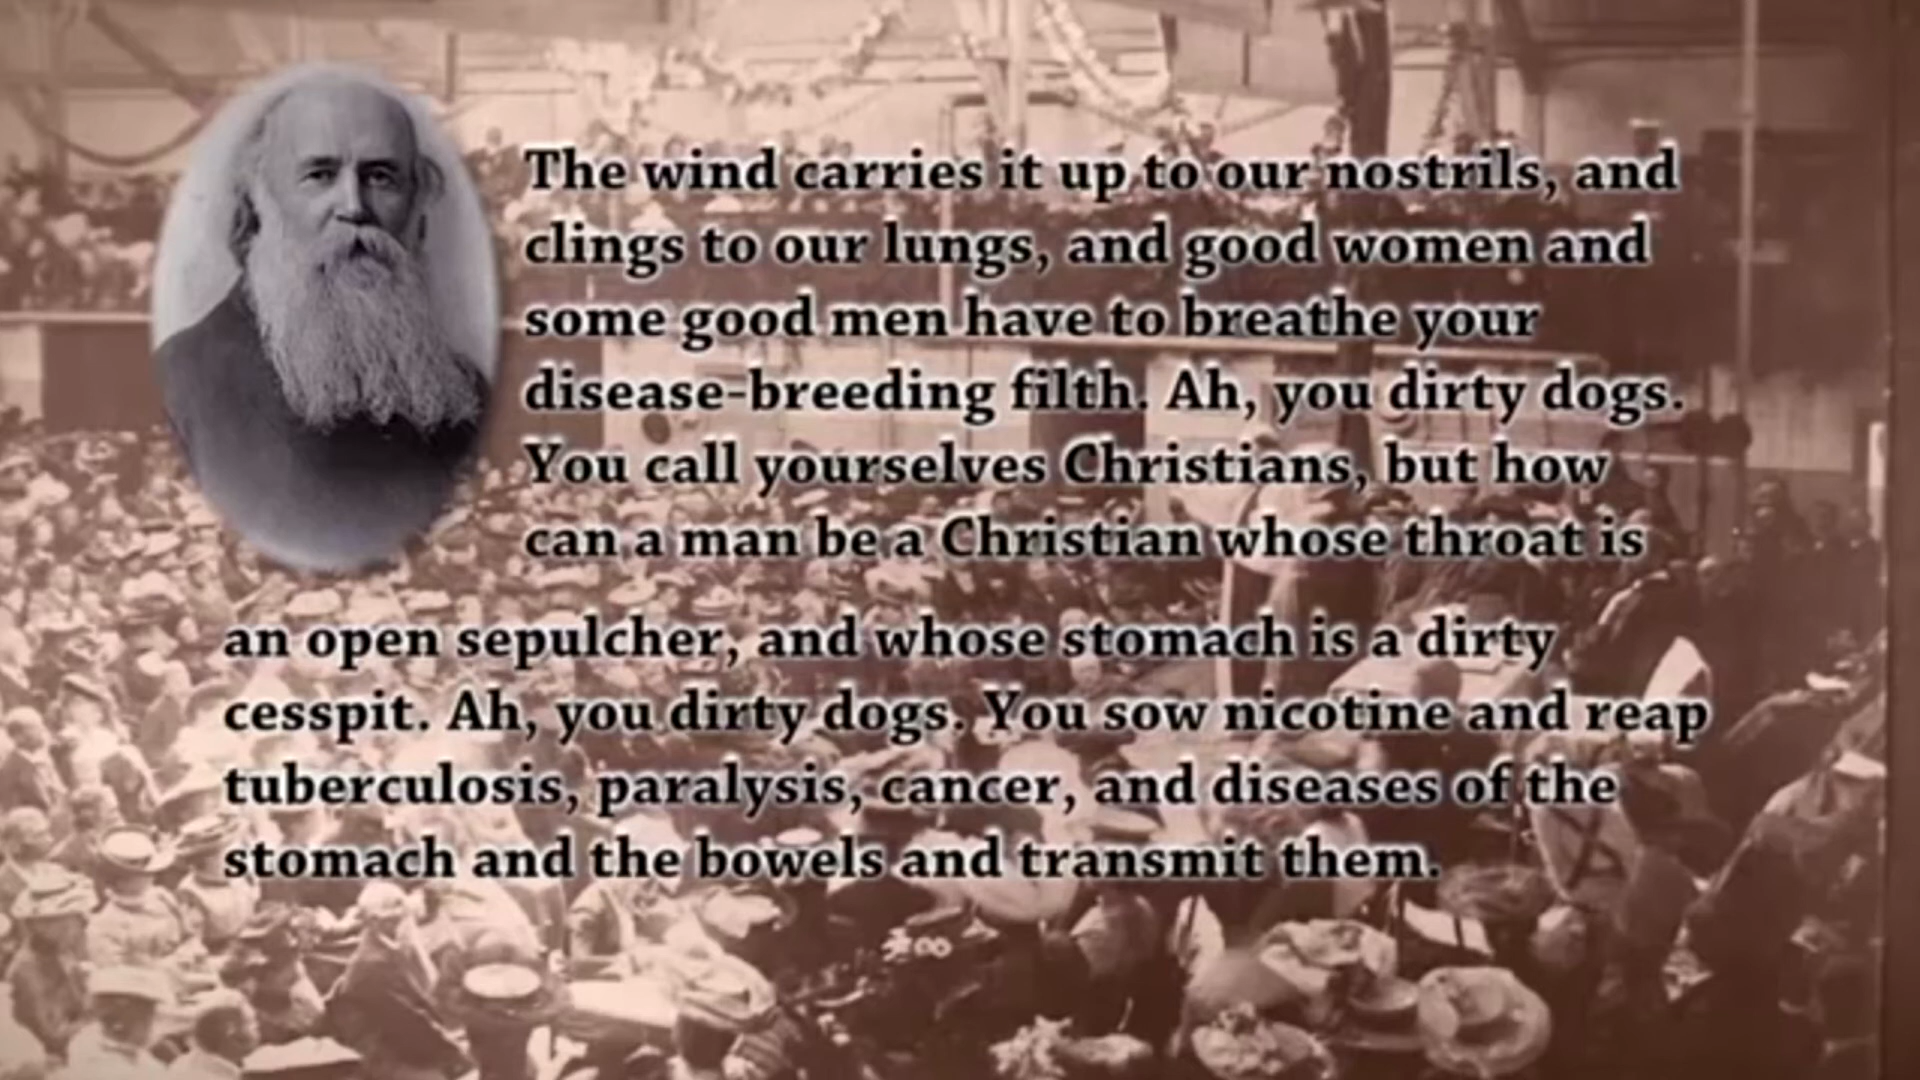 The wind carries it up to our nostrils, and
clings to our lungs, and good women and
some good men have to breathe your
disease-breeding filth. Ah, you dirty dogs.
You call yourselves Christians, but how
can a man be a Christian whose throat is
an open sepulcher, and whose stomach is a dirty
cesspit. Ah, you dirty dogs. You sow nicotine and reap
tuberculosis, paralysis, cancer, and diseases of the
stomach and the bowels and transmit them.